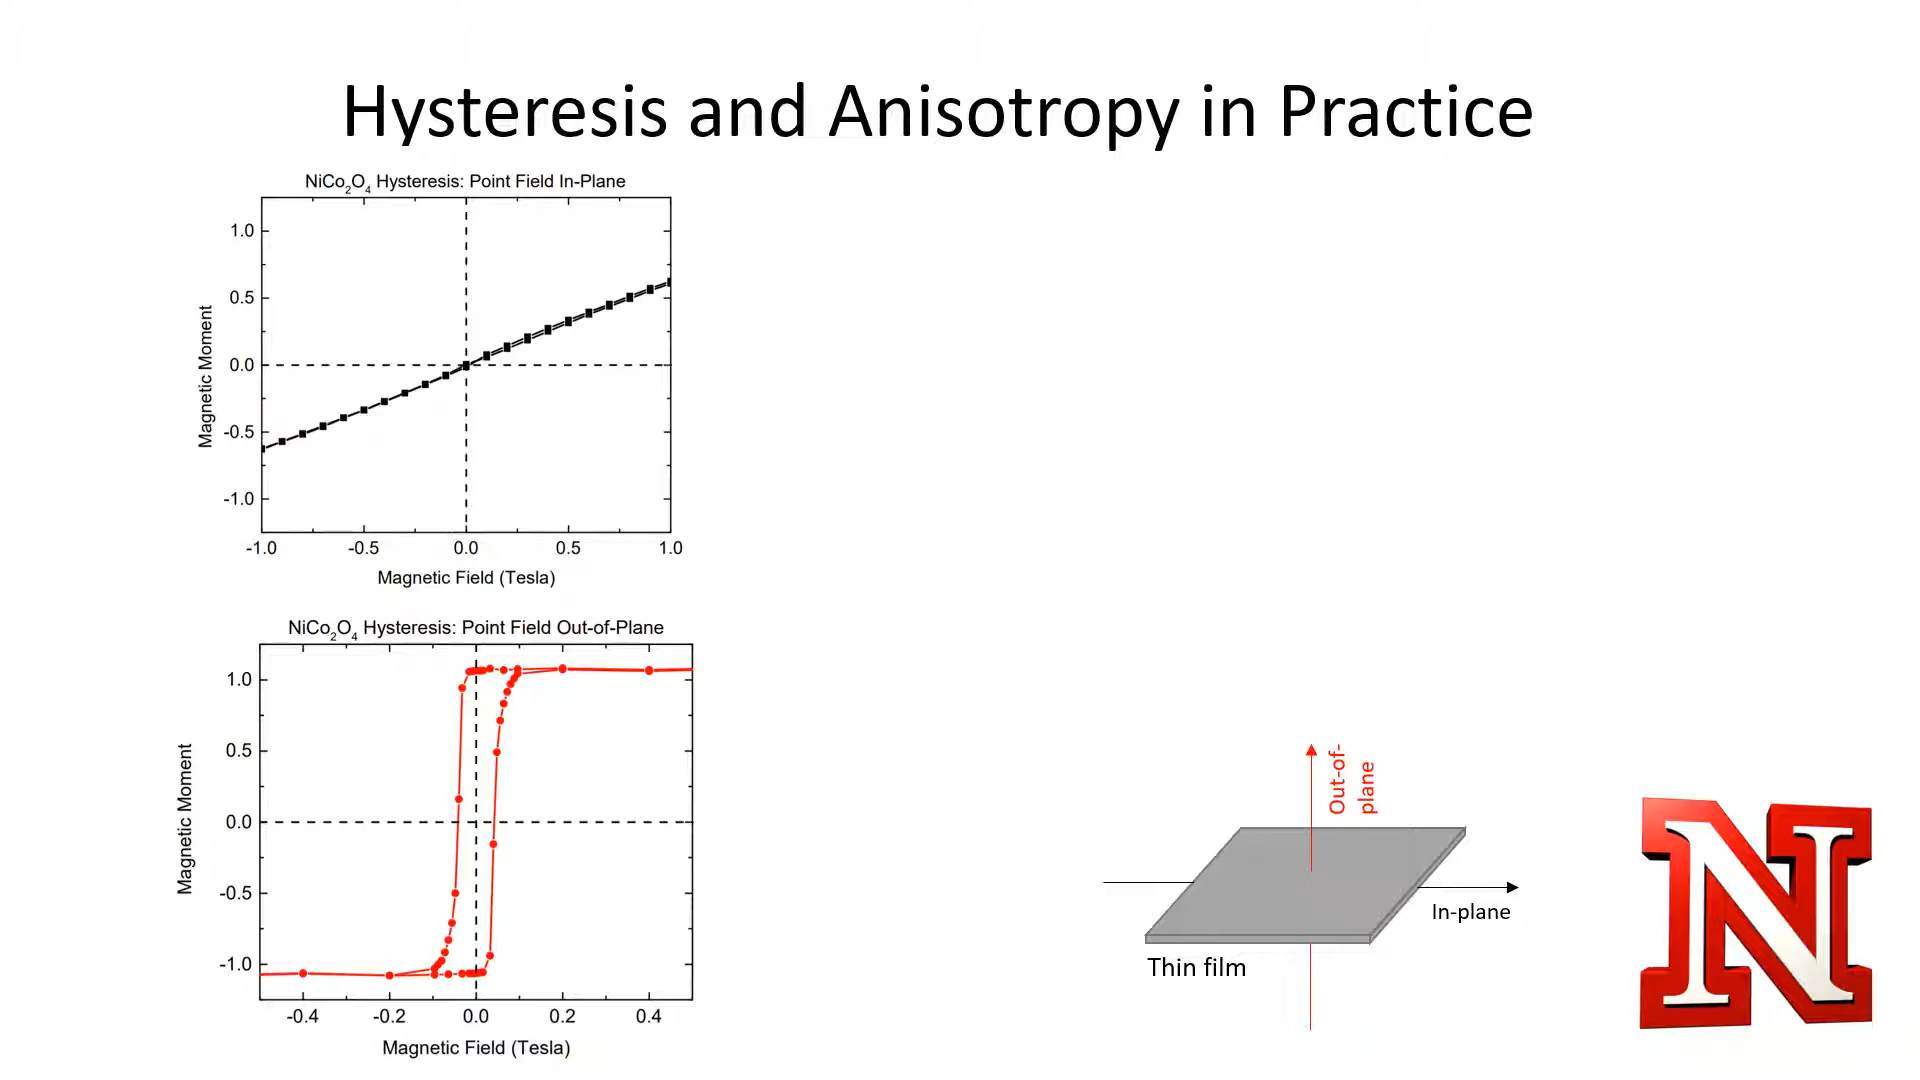 Hysteresis and Anisotropy in Practice
NiCo2O4 Hysteresis: Point Field In-Plane
1.0
0.5
0.0
-0.5
-1.0
Magnetic Moment
-1.0 -0.5 0.0 0.5 1.0
Magnetic Field (Tesla)
NiCo2O4 Hysteresis: Point Field Out-of-Plane
1.0
0.5
0.0
-0.5
-1.0
Magnetic Moment
-0.4 -0.2 0.0 0.2 0.4
Magnetic Field (Tesla)
Out-of-
plane
In-plane
Thin film
N